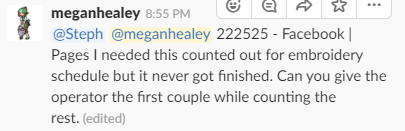 meganhealey 8:55 PM
@Steph @meganhealey 222525 - Facebook |
Pages I needed this counted out for embroidery
schedule but it never got finished. Can you give the
operator the first couple while counting the
rest. (edited)